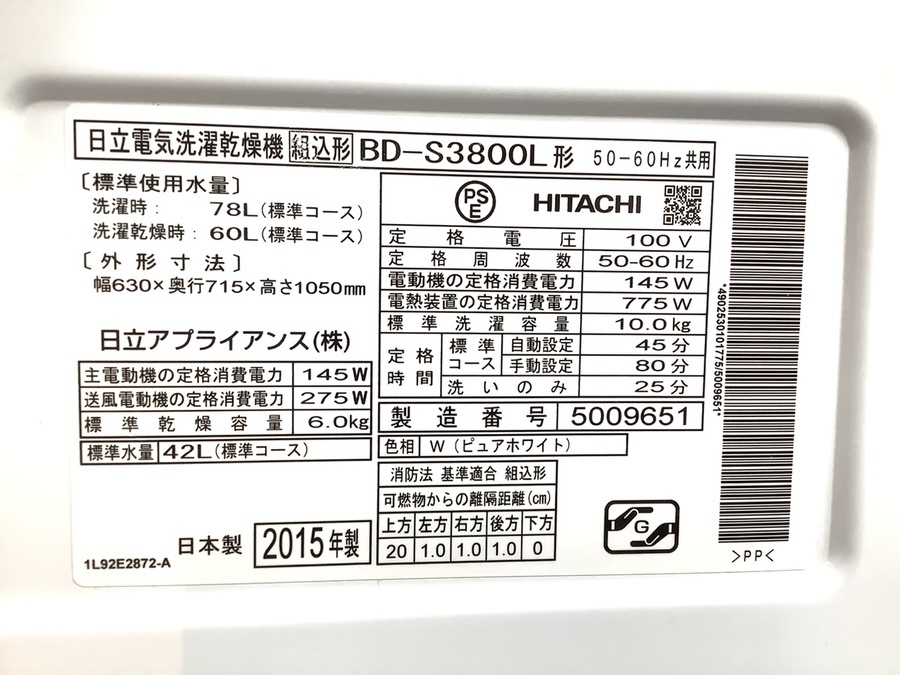 日立電気洗濯乾燥機 組込形 BD-S3800L形 50-60Hz共用
〔標準使用水量〕
洗濯時： 78L(標準コース)
洗濯乾燥時：60L(標準コース)
〔外形寸法〕
幅630×奥行715×高さ1050mm
日立アプライアンス(株)
主電動機の定格消費電力 145W
送風電動機の定格消費電力 275W
標準乾燥容量 6.0kg
標準水量 42L(標準コース)
日本製 2015年製
1L92E2872-A
PSE HITACHI
定格電圧 100V
定格周波数 50-60Hz
電動機の定格消費電力 145W
電熱装置の定格消費電力 775W
標準洗濯容量 10.0kg
定格時間 標準コース 自動設定 45分
手動設定 80分
洗いのみ 25分
製造番号 5009651
色相 W（ピュアホワイト）
消防法 基準適合 組込形
可燃物からの離隔距離(cm)
上方 左方 右方 後方 下方
20 1.0 1.0 1.0 0
G
*4902530101775/5009651*
>PP<